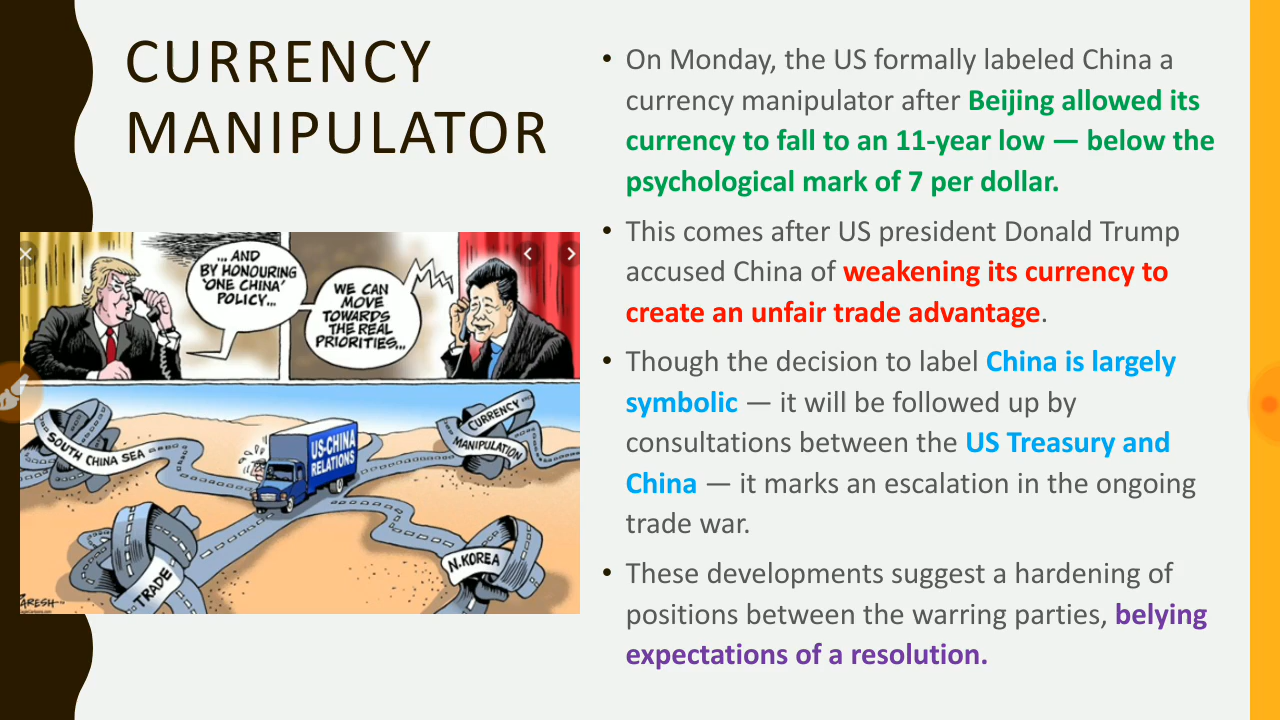 CURRENCY
MANIPULATOR
... AND
BY HONOURING
'ONE CHINA'
POLICY...
WE CAN
MOVE
TOWARDS
THE REAL
PRIORITIES...
SOUTH CHINA SEA
US-CHINA
RELATIONS
CURRENCY
MANIPULATION
TRADE
N.KOREA
• On Monday, the US formally labeled China a
currency manipulator after Beijing allowed its
currency to fall to an 11-year low — below the
psychological mark of 7 per dollar.
• This comes after US president Donald Trump
accused China of weakening its currency to
create an unfair trade advantage.
• Though the decision to label China is largely
symbolic — it will be followed up by
consultations between the US Treasury and
China — it marks an escalation in the ongoing
trade war.
• These developments suggest a hardening of
positions between the warring parties, belying
expectations of a resolution.